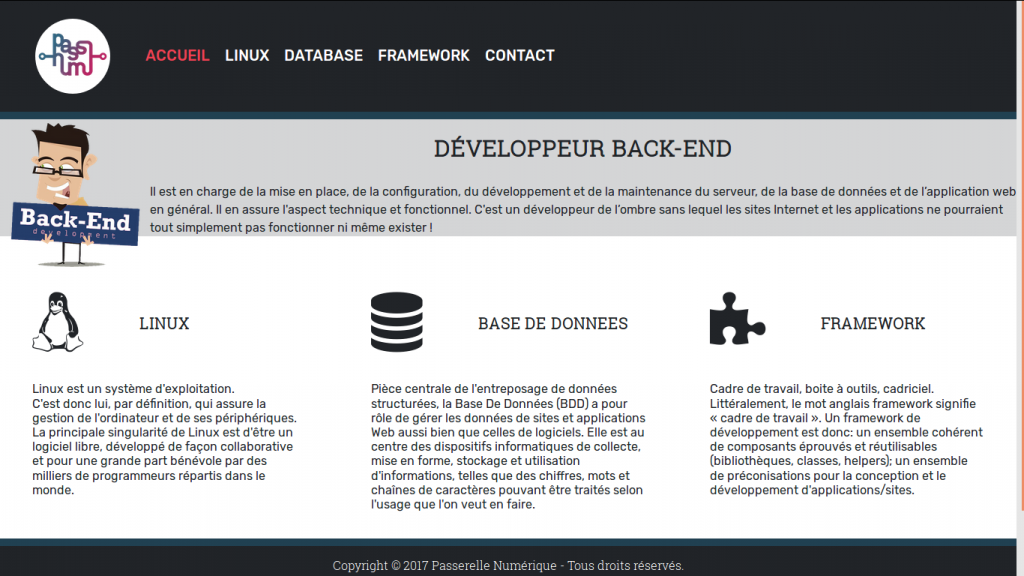 Pass
num
ACCUEIL LINUX DATABASE FRAMEWORK CONTACT
DÉVELOPPEUR BACK-END
Il est en charge de la mise en place, de la configuration, du développement et de la maintenance du serveur, de la base de données et de l'application web
en général. Il en assure l'aspect technique et fonctionnel. C'est un développeur de l'ombre sans lequel les sites Internet et les applications ne pourraient
tout simplement pas fonctionner ni même exister !
Back-End
development
LINUX
Linux est un système d'exploitation.
C'est donc lui, par définition, qui assure la
gestion de l'ordinateur et de ses périphériques.
La principale singularité de Linux est d'être un
logiciel libre, développé de façon collaborative
et pour une grande part bénévole par des
milliers de programmeurs répartis dans le
monde.
BASE DE DONNEES
Pièce centrale de l'entreposage de données
structurées, la Base De Données (BDD) a pour
rôle de gérer les données de sites et applications
Web aussi bien que celles de logiciels. Elle est au
centre des dispositifs informatiques de collecte,
mise en forme, stockage et utilisation
d'informations, telles que des chiffres, mots et
chaînes de caractères pouvant être traités selon
l'usage que l'on veut en faire.
FRAMEWORK
Cadre de travail, boite à outils, cadriciel.
Littéralement, le mot anglais framework signifie
« cadre de travail ». Un framework de
développement est donc: un ensemble cohérent
de composants éprouvés et réutilisables
(bibliothèques, classes, helpers); un ensemble
de préconisations pour la conception et le
développement d'applications/sites.
Copyright © 2017 Passerelle Numérique - Tous droits réservés.